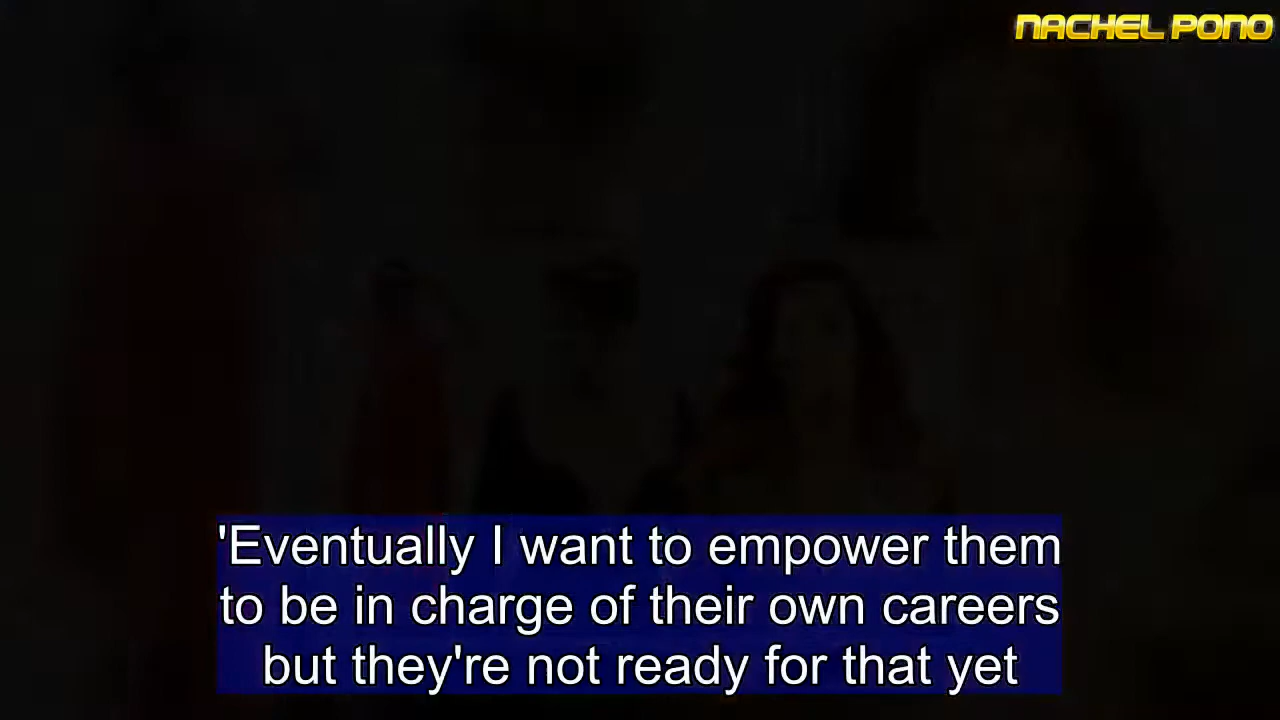 NACHEL PONO
'Eventually I want to empower them
to be in charge of their own careers
but they're not ready for that yet